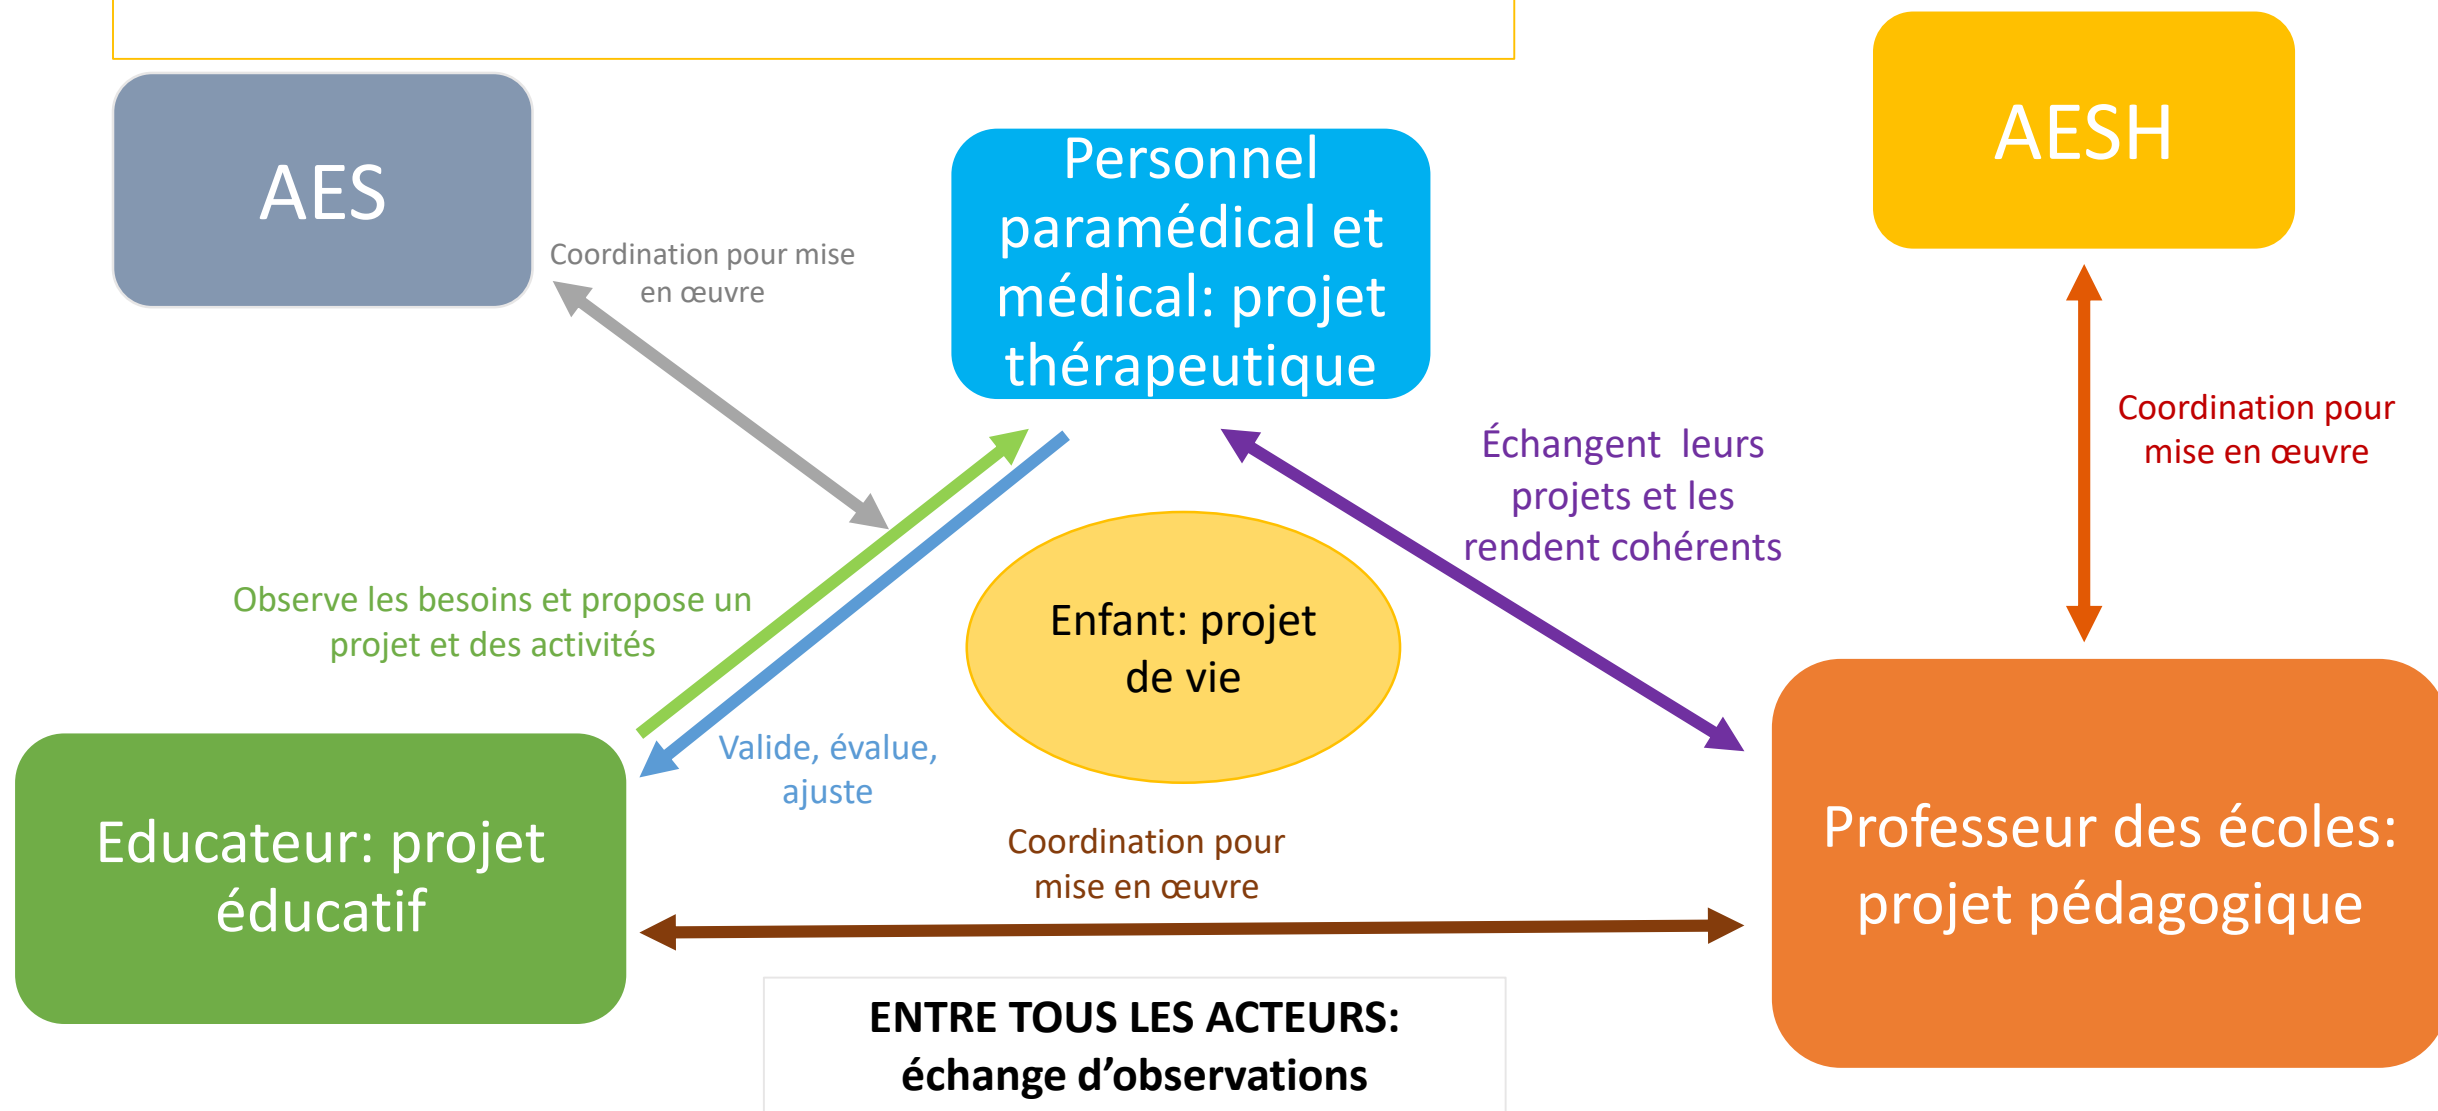 AES
AESH
Personnel
paramédical et
médical: projet
thérapeutique
Coordination pour mise
en œuvre
Coordination pour
mise en œuvre
Échangent  leurs
projets et les
rendent cohérents
Observe les besoins et propose un
projet et des activités
Enfant: projet
de vie
Valide, évalue,
ajuste
Educateur: projet
éducatif
Coordination pour
mise en œuvre
Professeur des écoles:
projet pédagogique
ENTRE TOUS LES ACTEURS:
échange d’observations